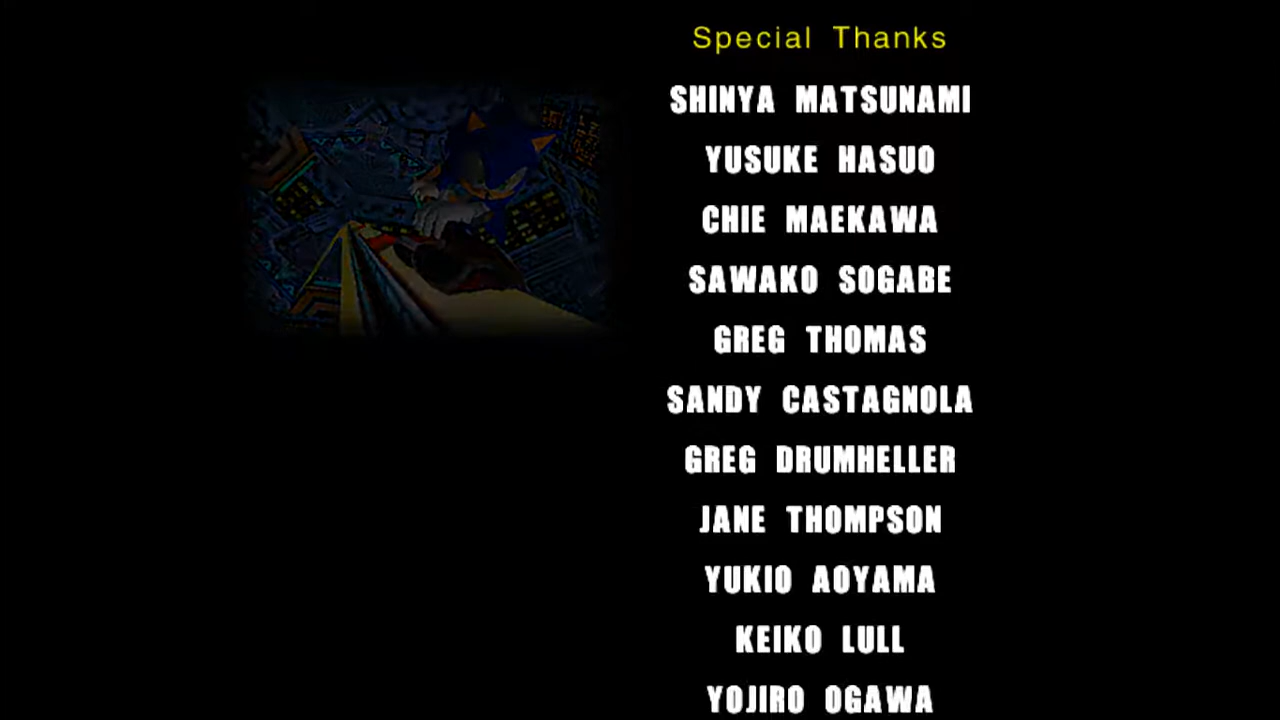 Special Thanks
SHINYA MATSUNAMI
YUSUKE HASUO
CHIE MAEKAWA
SAWAKO SOGABE
GREG THOMAS
SANDY CASTAGNOLA
GREG DRUMHELLER
JANE THOMPSON
YUKIO AOYAMA
KEIKO LULL
YOJIRO OGAWA